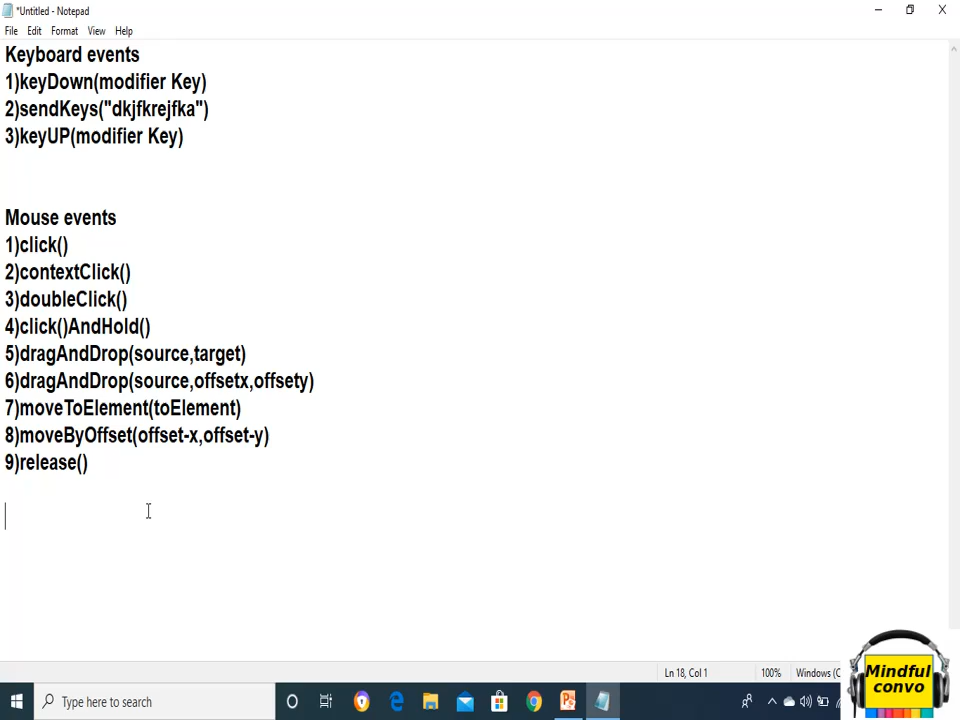 *Untitled - Notepad
File Edit Format View Help
Keyboard events
1)keyDown(modifier Key)
2)sendKeys("dkjfkrejfka")
3)keyUP(modifier Key)
Mouse events
1)click()
2)contextClick()
3)doubleClick()
4)click()AndHold()
5)dragAndDrop(source,target)
6)dragAndDrop(source,offsetx,offsety)
7)moveToElement(toElement)
8)moveByOffset(offset-x,offset-y)
9)release()
Ln 18, Col 1 100% Windows (C
Type here to search
Mindful
convo